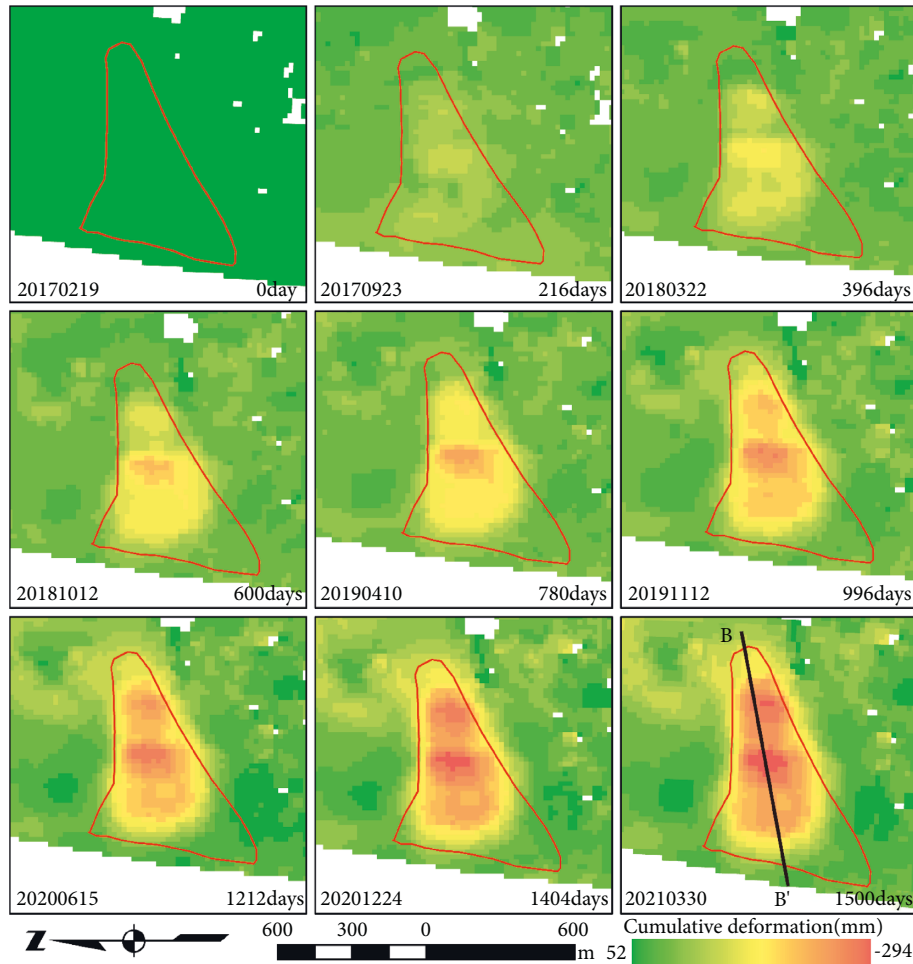 20170219 0day
20170923 216days
20180322 396days
20181012 600days
20190410 780days
20191112 996days
B
20200615 1212days
20201224 1404days
20210330 1500days
B'
Z
600 300 0 600 m
Cumulative deformation(mm)
52 -294